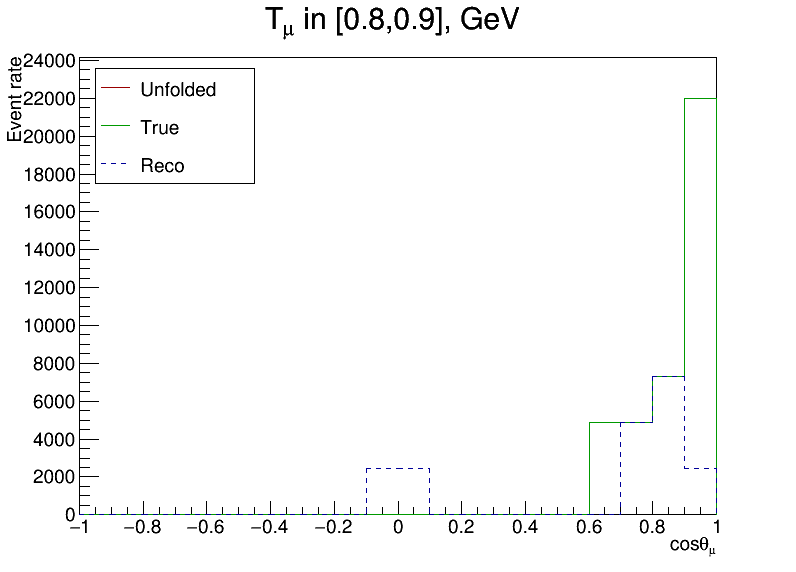 Tμ in [0.8,0.9], GeV
Event rate
24000
22000
20000
18000
16000
14000
12000
10000
8000
6000
4000
2000
0
Unfolded
True
Reco
−1 −0.8 −0.6 −0.4 −0.2 0 0.2 0.4 0.6 0.8 1
cosθμ